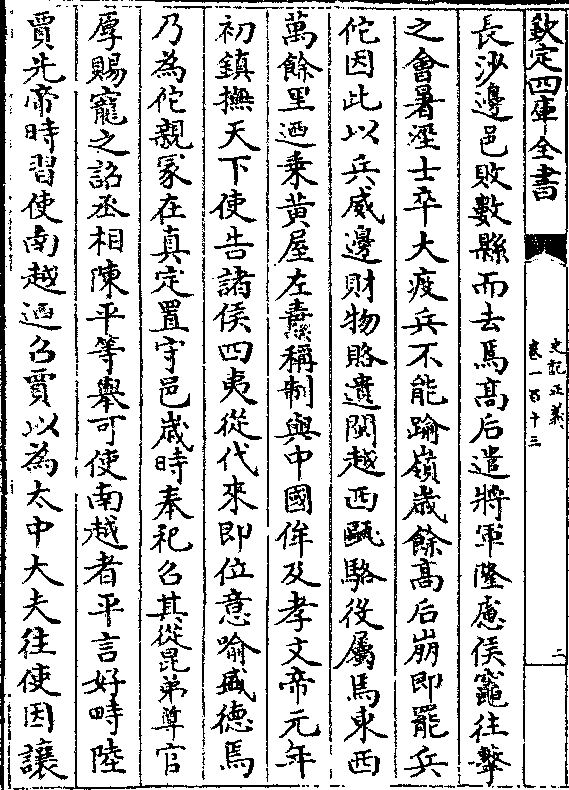 欽定四庫全書
史記正義
卷一百十三
二
長沙邊邑敗數縣而去焉髙后遣將軍隆慮侯竈往擊
之會暑溼士卒大疫兵不能踰嶺歳餘髙后崩即罷兵
佗因此以兵威邊財物賂遺閩越西甌駱役屬焉東西
萬餘里廼乗黄屋左纛稱制與中國侔及孝文帝元年
初鎮撫天下使告諸侯四夷從代來即位意喻盛德焉
乃為佗親冢在真定置守邑歳時奉祀召其從昆弟尊官
厚賜寵之詔丞相陳平等舉可使南越者平言好畤陸
賈先帝時習使南越廼召賈以為太中大夫往使因讓